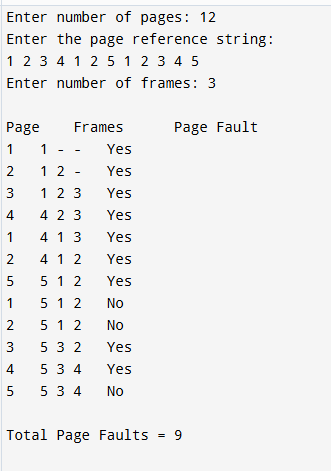 Enter number of pages: 12
Enter the page reference string:
1 2 3 4 1 2 5 1 2 3 4 5
Enter number of frames: 3

Page    Frames      Page Fault
1   1 - -   Yes
2   1 2 -   Yes
3   1 2 3   Yes
4   4 2 3   Yes
1   4 1 3   Yes
2   4 1 2   Yes
5   5 1 2   Yes
1   5 1 2   No
2   5 1 2   No
3   5 3 2   Yes
4   5 3 4   Yes
5   5 3 4   No

Total Page Faults = 9